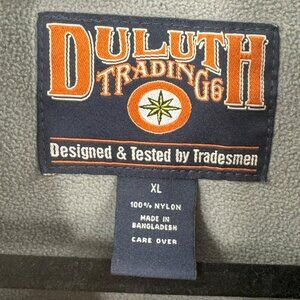 DULUTH
TRADING Co
Designed & Tested by Tradesmen
XL
100% NYLON
MADE IN
BANGLADESH
CARE OVER